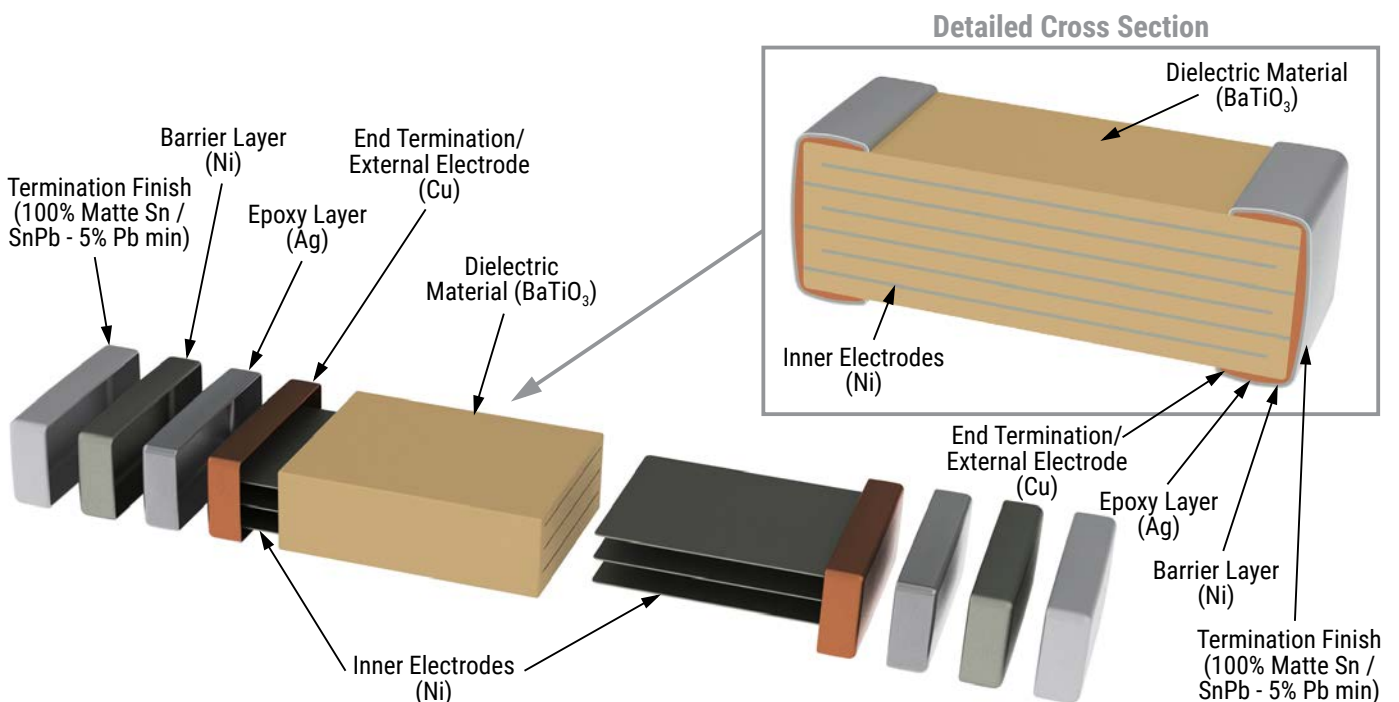 Detailed Cross Section
Dielectric Material
(BaTiO₃)
Inner Electrodes
(Ni)
End Termination/
External Electrode
(Cu)
Epoxy Layer
(Ag)
Barrier Layer
(Ni)
Termination Finish
(100% Matte Sn /
SnPb - 5% Pb min)
Termination Finish
(100% Matte Sn /
SnPb - 5% Pb min)
Barrier Layer
(Ni)
Epoxy Layer
(Ag)
End Termination/
External Electrode
(Cu)
Dielectric
Material (BaTiO₃)
Inner Electrodes
(Ni)